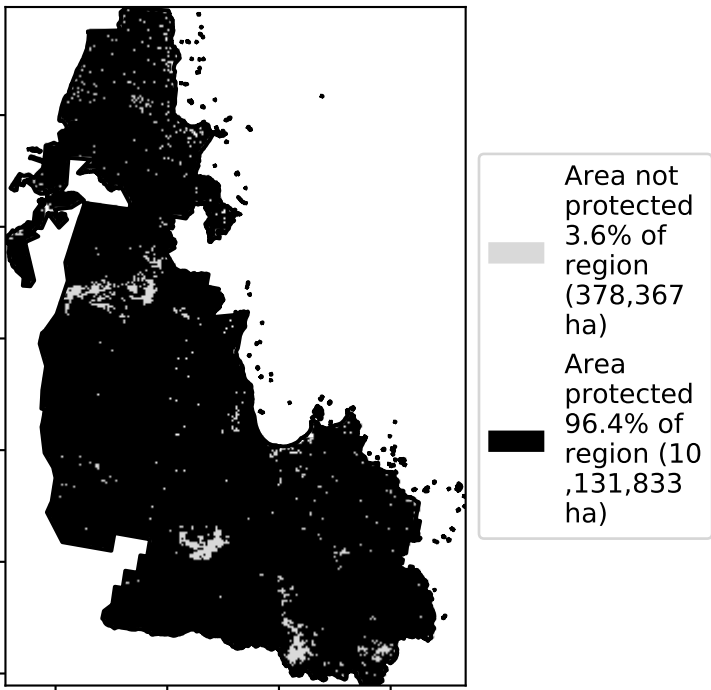 Area not
protected
3.6% of
region
(378,367
ha)
Area
protected
96.4% of
region (10
,131,833
ha)